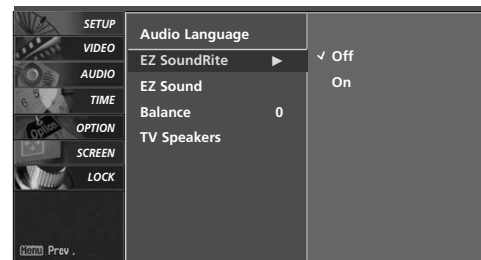 SETUP
VIDEO
AUDIO
TIME
OPTION
SCREEN
LOCK
Menu Prev.
Audio Language
EZ SoundRite ►
EZ Sound
Balance 0
TV Speakers
✓ Off
On